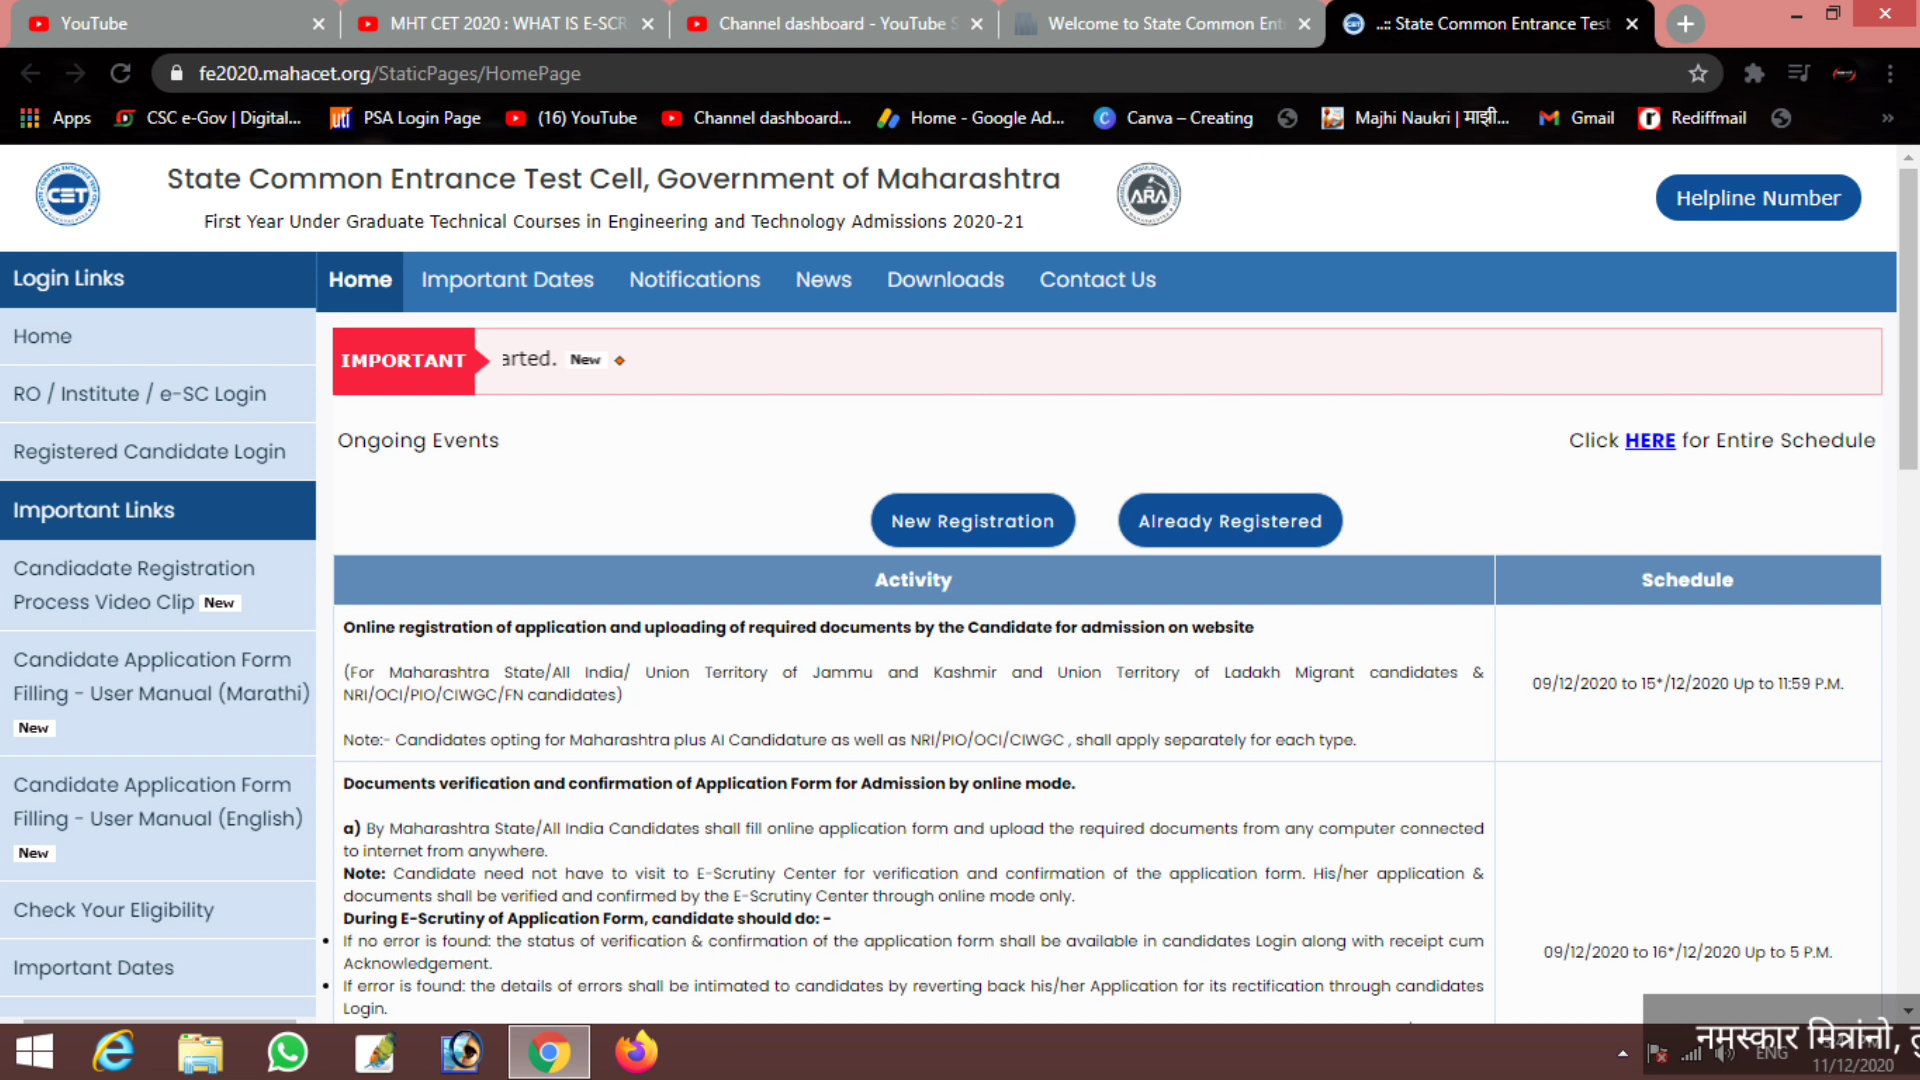 YouTube
MHT CET 2020 : WHAT IS E-SCR
Channel dashboard - YouTube S
Welcome to State Common Ent
..:: State Common Entrance Test
fe2020.mahacet.org/StaticPages/HomePage
Apps
CSC e-Gov | Digital...
uti PSA Login Page
(16) YouTube
Channel dashboard...
Home - Google Ad...
Canva – Creating
Majhi Naukri | माझी...
Gmail
Rediffmail
»
CET
State Common Entrance Test Cell, Government of Maharashtra
First Year Under Graduate Technical Courses in Engineering and Technology Admissions 2020-21
ARA
Helpline Number
Login Links
Home
RO / Institute / e-SC Login
Registered Candidate Login
Important Links
Candiadate Registration
Process Video Clip New
Candidate Application Form
Filling - User Manual (Marathi)
New
Candidate Application Form
Filling - User Manual (English)
New
Check Your Eligibility
Important Dates
Home Important Dates Notifications News Downloads Contact Us
IMPORTANT arted. New
Ongoing Events
Click HERE for Entire Schedule
New Registration
Already Registered
Activity
Schedule
Online registration of application and uploading of required documents by the Candidate for admission on website
(For Maharashtra State/All India/ Union Territory of Jammu and Kashmir and Union Territory of Ladakh Migrant candidates &
NRI/OCI/PIO/CIWGC/FN candidates)
Note:- Candidates opting for Maharashtra plus AI Candidature as well as NRI/PIO/OCI/CIWGC , shall apply separately for each type.
09/12/2020 to 15*/12/2020 Up to 11:59 P.M.
Documents verification and confirmation of Application Form for Admission by online mode.
a) By Maharashtra State/All India Candidates shall fill online application form and upload the required documents from any computer connected
to internet from anywhere.
Note: Candidate need not have to visit to E-Scrutiny Center for verification and confirmation of the application form. His/her application &
documents shall be verified and confirmed by the E-Scrutiny Center through online mode only.
During E-Scrutiny of Application Form, candidate should do: -
• If no error is found: the status of verification & confirmation of the application form shall be available in candidates Login along with receipt cum
Acknowledgement.
• If error is found: the details of errors shall be intimated to candidates by reverting back his/her Application for its rectification through candidates
Login.
09/12/2020 to 16*/12/2020 Up to 5 P.M.
नमस्कार मित्रांनो,
ENG
11/12/2020